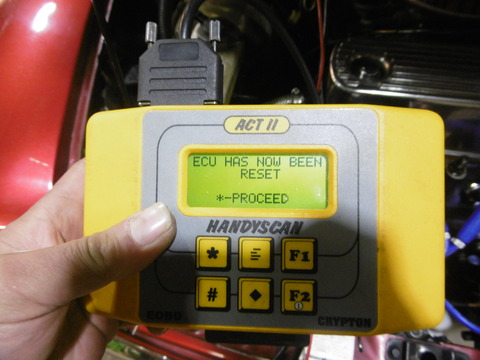 ACT II
ECU HAS NOW BEEN
RESET
*-PROCEED
HANDYSCAN
*
F1
#
F2
CRYPTON